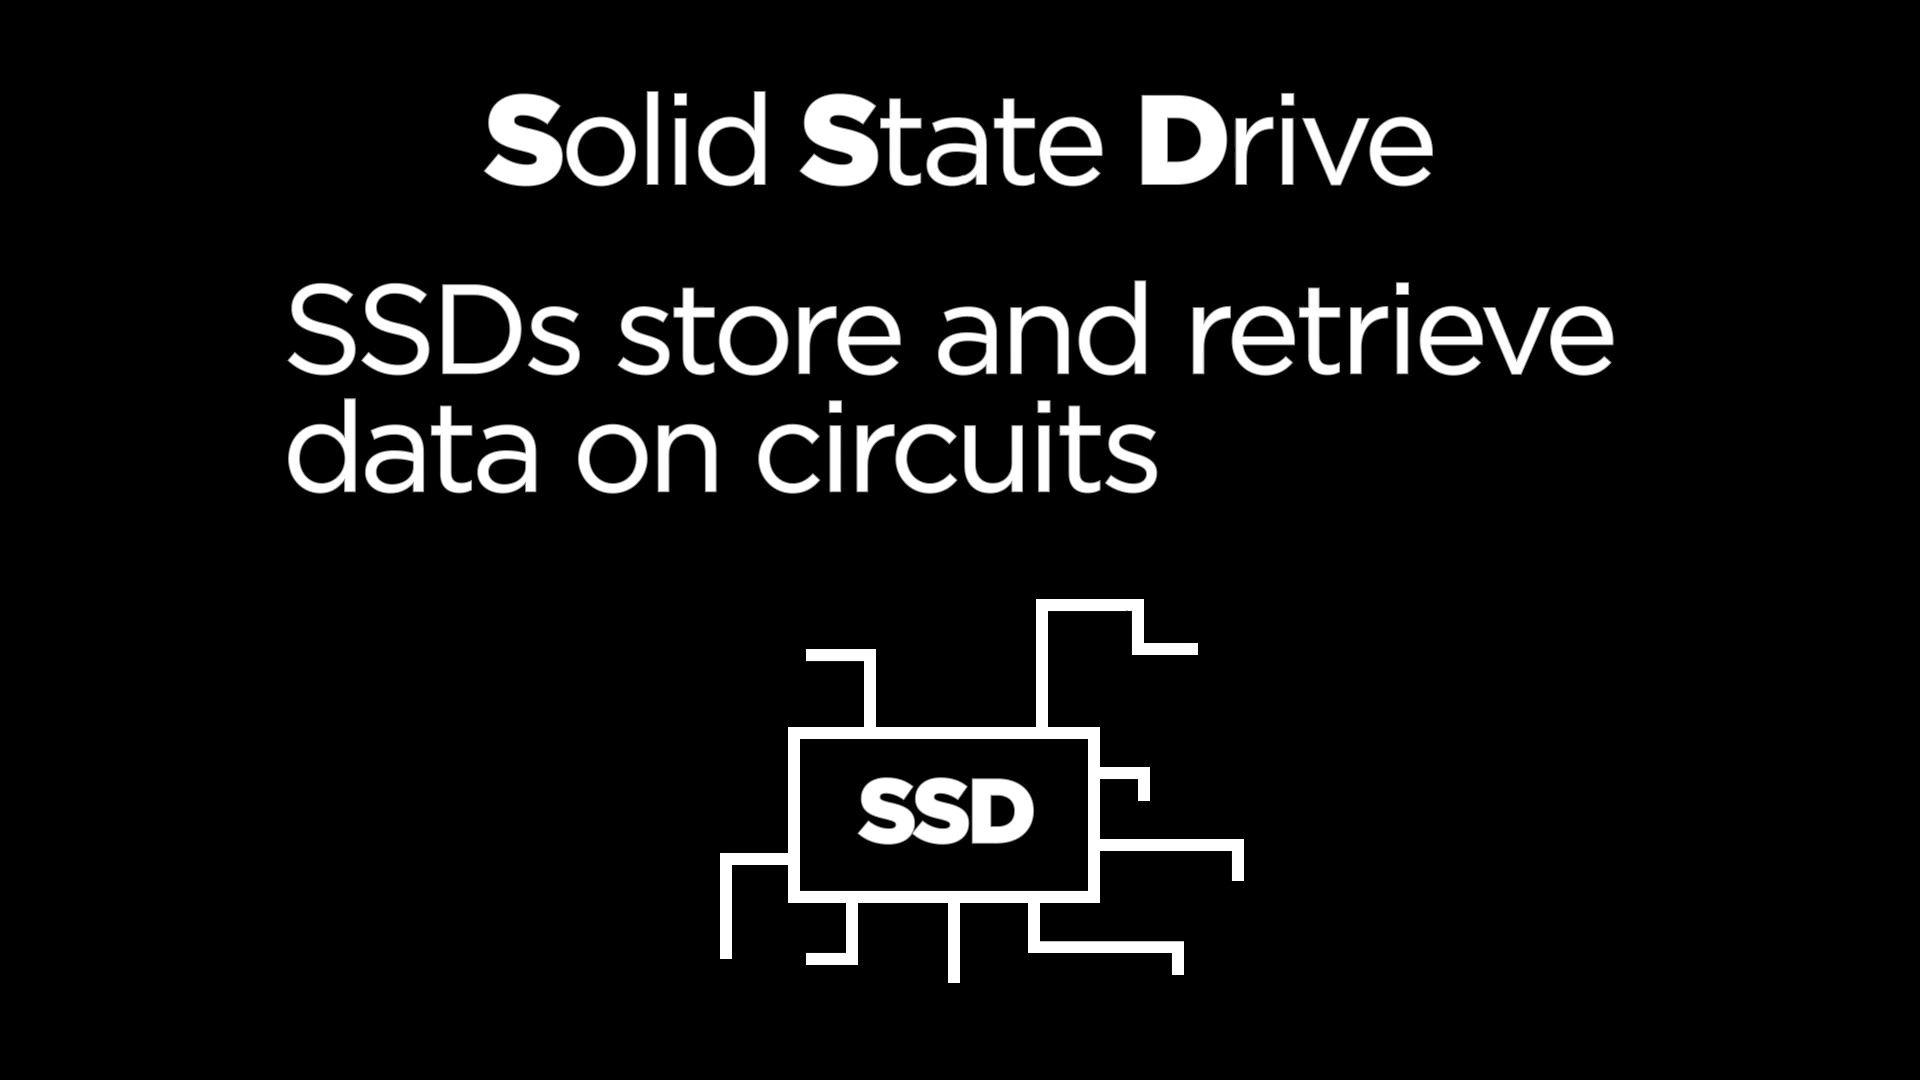 Solid State Drive
SSDs store and retrieve
data on circuits
SSD